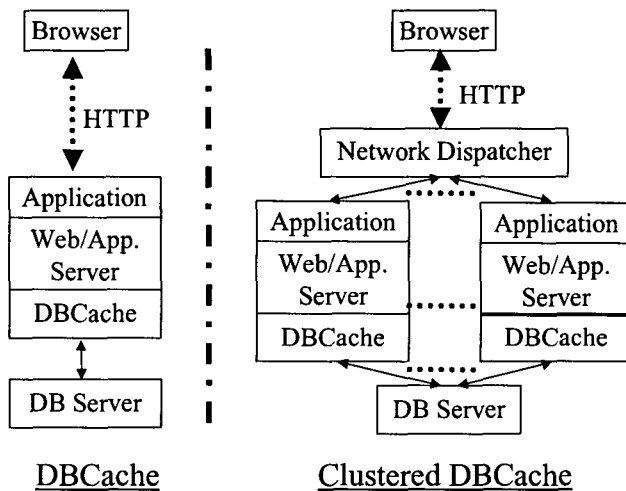 Browser
HTTP
Application
Web/App.
Server
DBCache
DB Server
DBCache
Browser
HTTP
Network Dispatcher
Application
Web/App.
Server
DBCache
Application
Web/App.
Server
DBCache
DB Server
Clustered DBCache